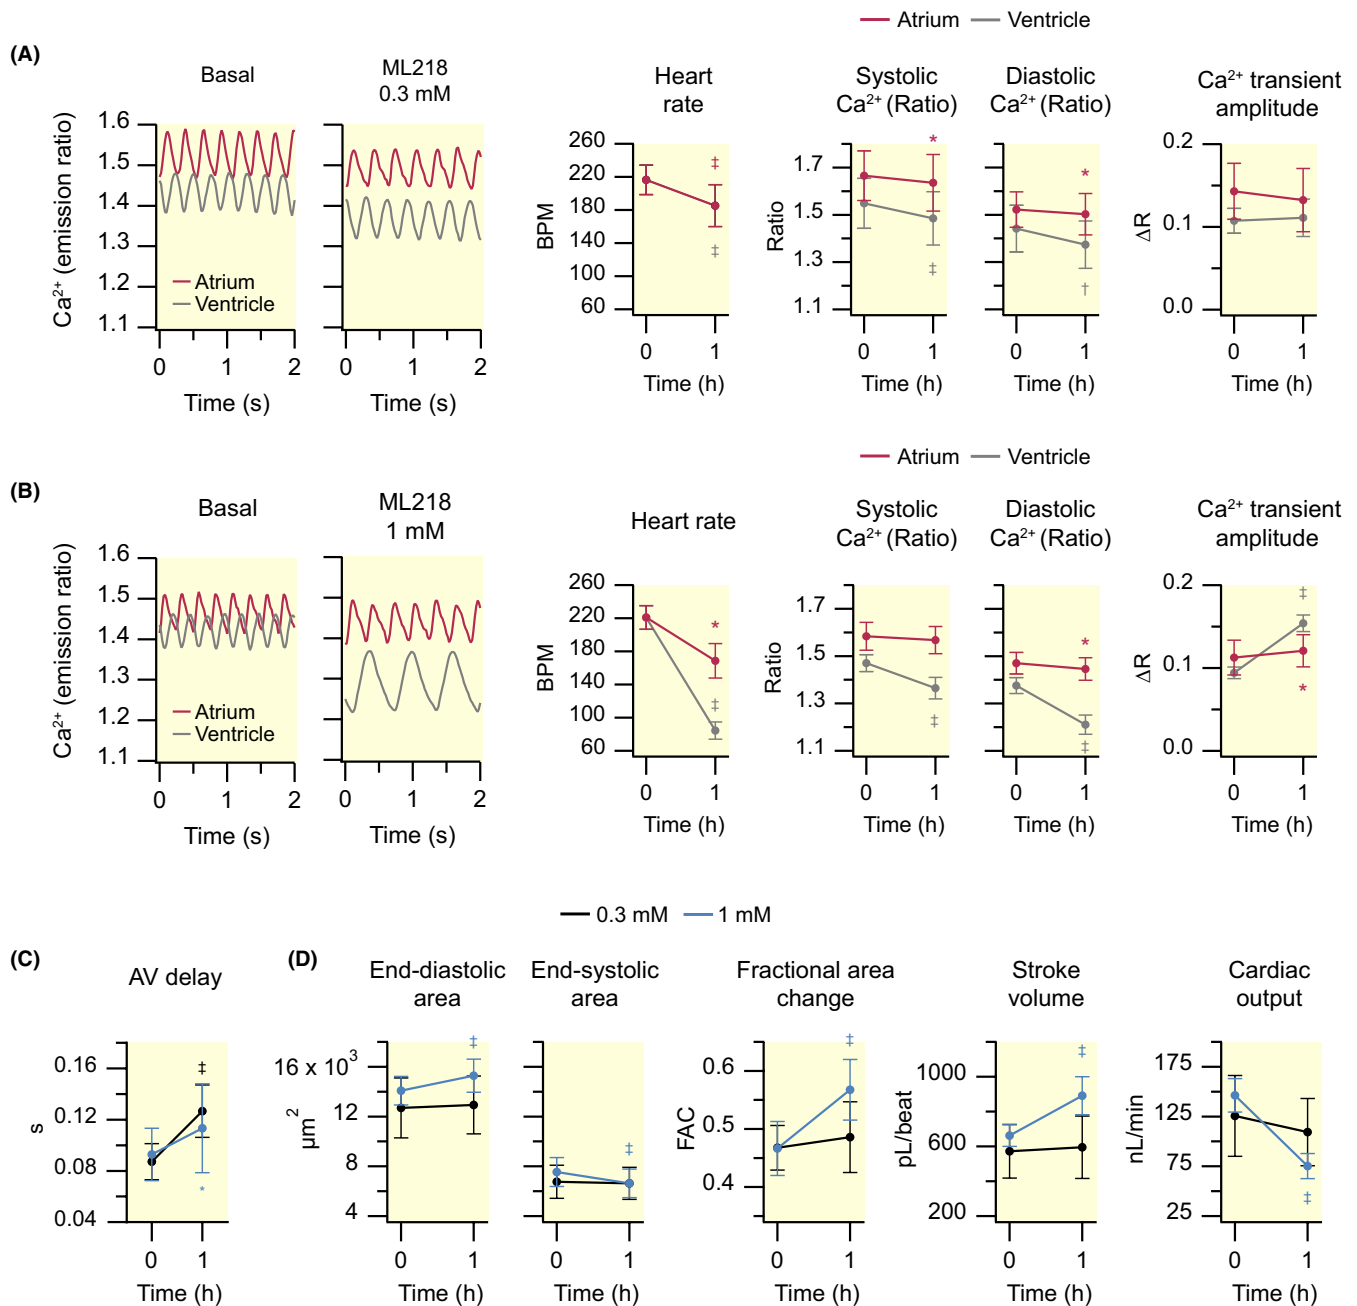 Atrium Ventricle
(A)
Basal
ML218
0.3 mM
Heart
rate
Systolic
Ca²⁺ (Ratio)
Diastolic
Ca²⁺ (Ratio)
Ca²⁺ transient
amplitude
Ca²⁺ (emission ratio)
1.6
1.5
1.4
1.3
1.2
1.1
Atrium
Ventricle
0 1 2
Time (s)
0 1 2
Time (s)
BPM
260
220
180
140
100
60
‡
‡
0 1
Time (h)
Ratio
1.7
1.5
1.3
1.1
*
‡
0 1
Time (h)
*
†
0 1
Time (h)
ΔR
0.2
0.1
0.0
0 1
Time (h)
Atrium Ventricle
(B)
Basal
ML218
1 mM
Heart rate
Systolic
Ca²⁺ (Ratio)
Diastolic
Ca²⁺ (Ratio)
Ca²⁺ transient
amplitude
Ca²⁺ (emission ratio)
1.6
1.5
1.4
1.3
1.2
1.1
Atrium
Ventricle
0 1 2
Time (s)
0 1 2
Time (s)
BPM
260
220
180
140
100
60
*
‡
0 1
Time (h)
Ratio
1.7
1.5
1.3
1.1
‡
0 1
Time (h)
*
‡
0 1
Time (h)
ΔR
0.2
0.1
0.0
‡
*
0 1
Time (h)
0.3 mM 1 mM
(C)
AV delay
s
0.16
0.12
0.08
0.04
‡
*
0 1
Time (h)
(D)
End-diastolic
area
µm²
16 x 10³
12
8
4
‡
0 1
Time (h)
End-systolic
area
‡
0 1
Time (h)
Fractional area
change
FAC
0.6
0.5
0.4
‡
0 1
Time (h)
Stroke
volume
pL/beat
1000
600
200
‡
0 1
Time (h)
Cardiac
output
nL/min
175
125
75
25
‡
0 1
Time (h)